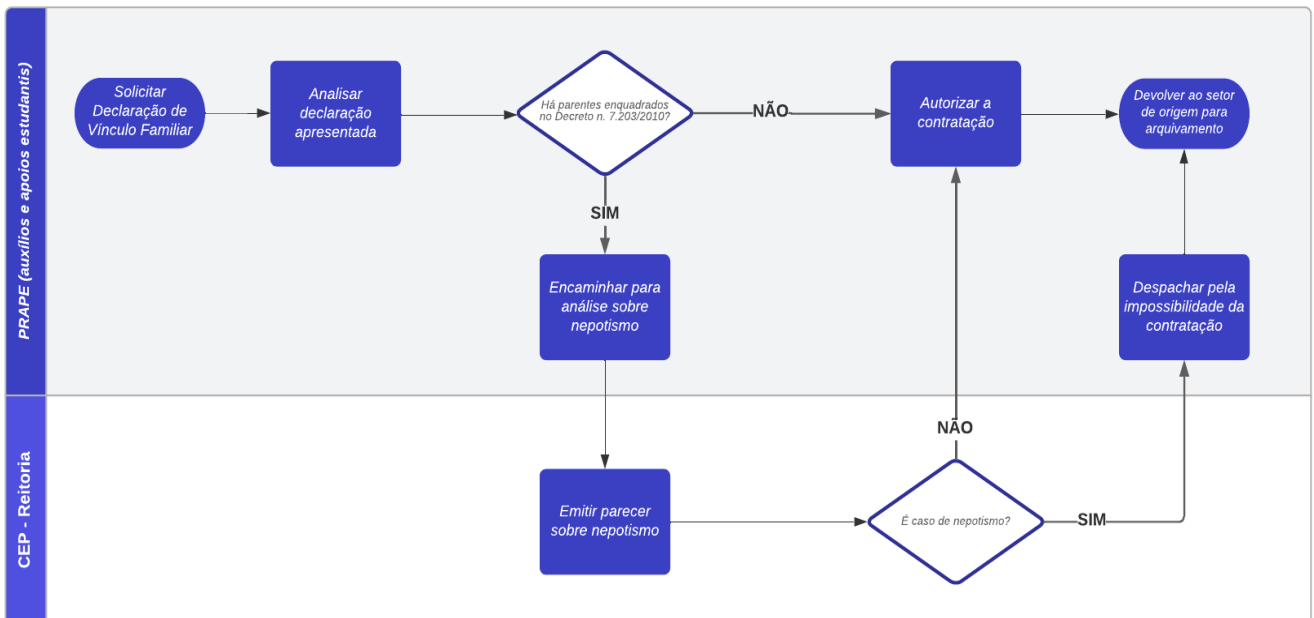 PRAPE (auxílios e apoios estudantis)
Solicitar
Declaração de
Vínculo Familiar
Analisar
declaração
apresentada
Há parentes enquadrados
no Decreto n. 7.203/2010?
NÃO
Autorizar a
contratação
Devolver ao setor
de origem para
arquivamento
SIM
Encaminhar para
análise sobre
nepotismo
Despachar pela
impossibilidade da
contratação
CEP - Reitoria
Emitir parecer
sobre nepotismo
É caso de nepotismo?
NÃO
SIM